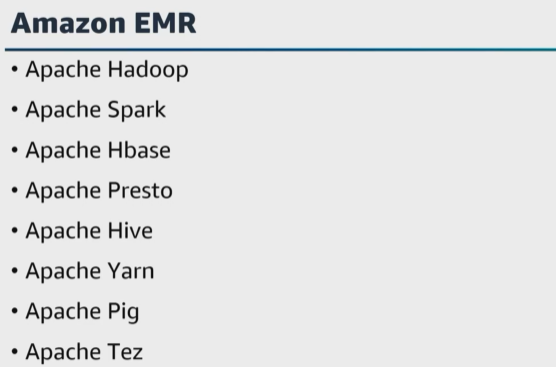 Amazon EMR
• Apache Hadoop
• Apache Spark
• Apache Hbase
• Apache Presto
• Apache Hive
• Apache Yarn
• Apache Pig
• Apache Tez